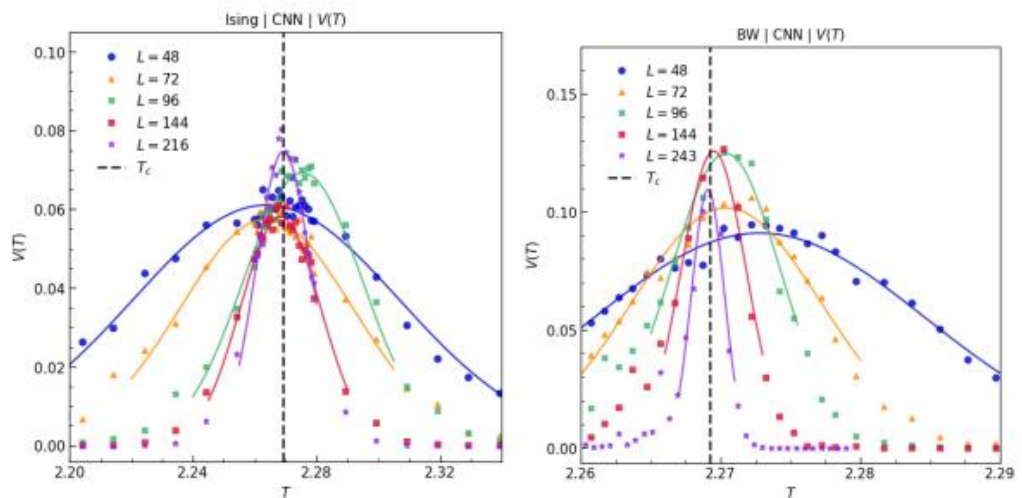 Ising | CNN | V(T)
0.10
0.08
0.06
0.04
0.02
0.00
V(T)
L = 48
L = 72
L = 96
L = 144
L = 216
T_c
2.20
2.24
2.28
2.32
T
BW | CNN | V(T)
0.15
0.10
0.05
0.00
V(T)
L = 48
L = 72
L = 96
L = 144
L = 243
T_c
2.26
2.27
2.28
2.29
T